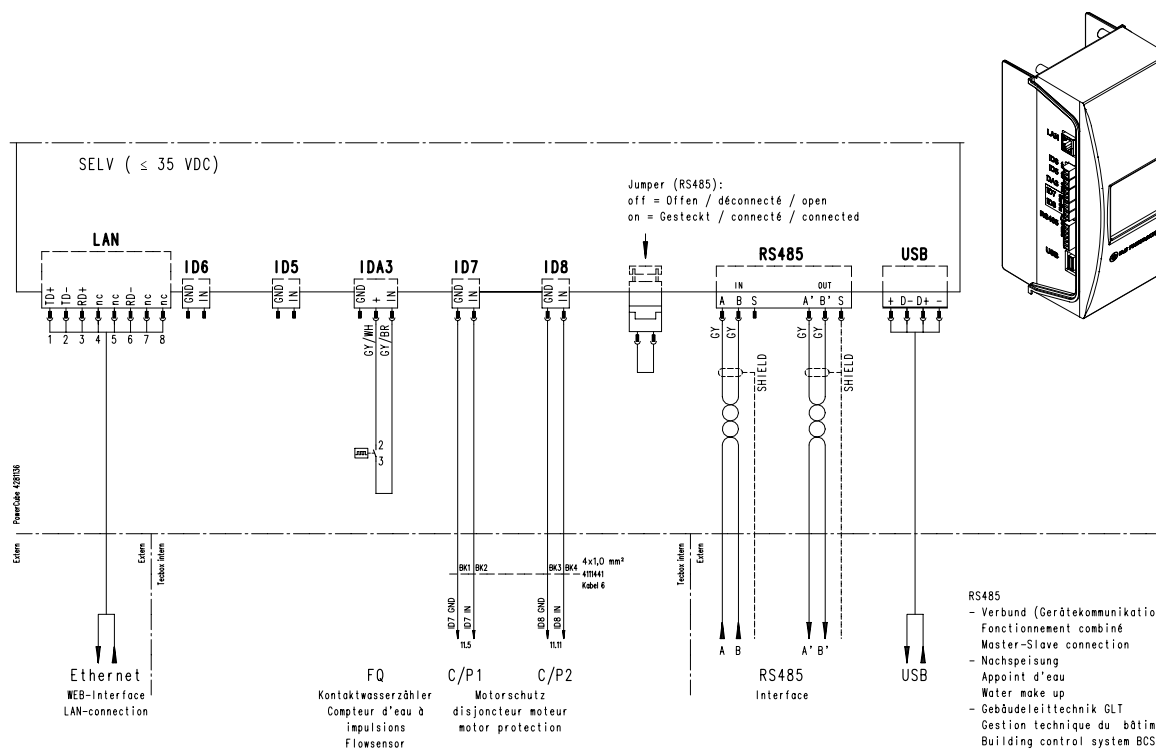 SELV ( ≤ 35 VDC)
Jumper (RS485):
off = Offen / déconnecté / open
on = Gesteckt / connecté / connected
LAN
ID6
ID5
IDA3
ID7
ID8
RS485
USB
TD+
TD-
RD+
nc
nc
RD-
nc
nc
GND
IN
GND
IN
GND
+
IN
GND
IN
GND
IN
IN
OUT
A B S
A' B' S
+ D- D+ -
1 2 3 4 5 6 7 8
GY/WH
GY/BR
GY
GY
GY
GY
SHIELD
SHIELD
2
3
PowerCube 4281136
Extern
Extern
Tecbox intern
Tecbox intern
Extern
BK1 BK2
BK3 BK4
4x1,0 mm²
4111441
Kabel 6
ID7 GND
ID7 IN
ID8 GND
ID8 IN
11.5
11.11
A B
A' B'
Ethernet
WEB-Interface
LAN-connection
FQ
Kontaktwasserzähler
Compteur d'eau à
impulsions
Flowsensor
C/P1
C/P2
Motorschutz
disjoncteur moteur
motor protection
RS485
Interface
USB
RS485
- Verbund (Gerätekommunikatio
Fonctionnement combiné
Master-Slave connection
- Nachspeisung
Appoint d'eau
Water make up
- Gebäudeleittechnik GLT
Gestion technique du bâtim
Building control system BCS
LAN
RS485
USB